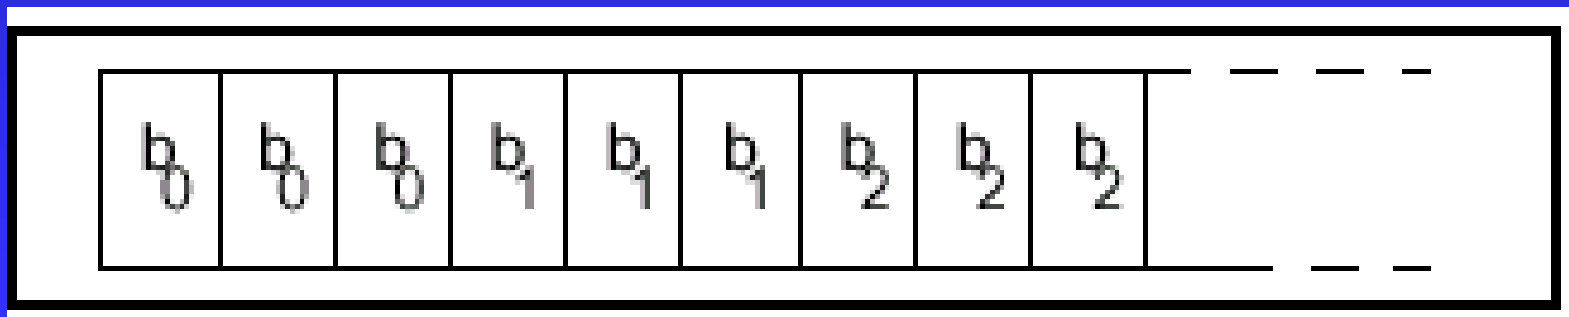 b₀ b₀ b₀ b₁ b₁ b₁ b₂ b₂ b₂